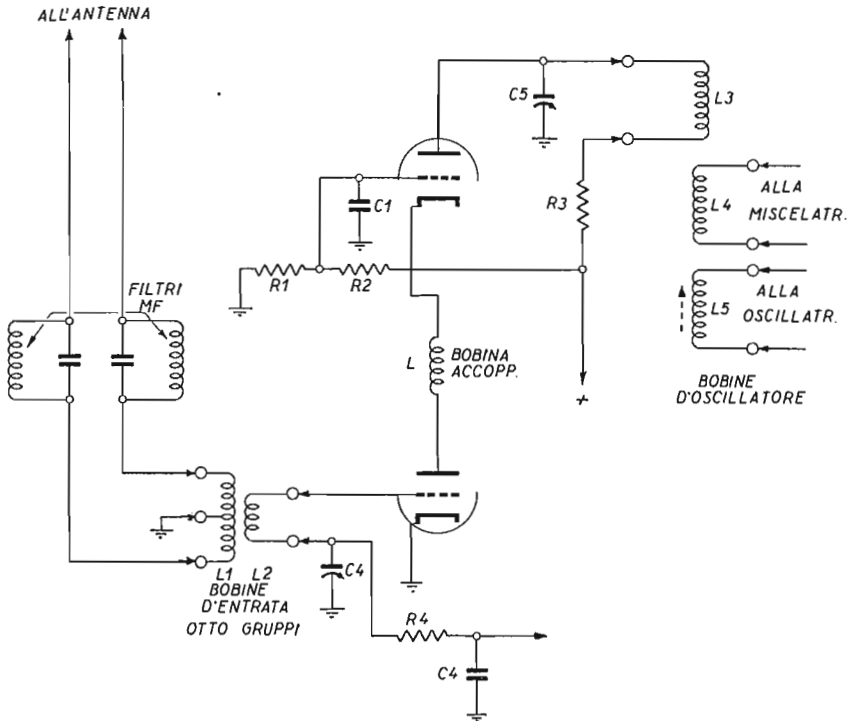 ALL'ANTENNA
C5
L3
C1
R3
L4
ALLA
MISCELATR.
R1
R2
FILTRI
MF
L5
ALLA
OSCILLATR.
L
BOBINA
ACCOPP.
+
BOBINE
D'OSCILLATORE
L1 L2
BOBINE
D'ENTRATA
OTTO GRUPPI
C4
R4
C4